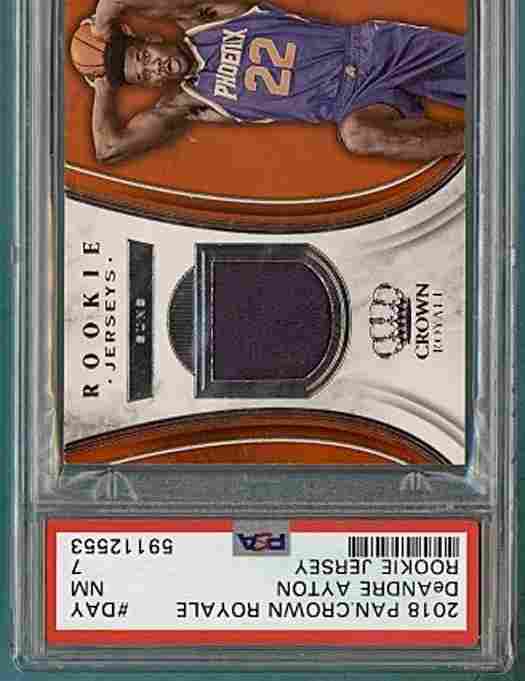 2018 PAN.CROWN ROYALE #DAY
DeANDRE AYTON NM
ROOKIE JERSEY 7
59112553
PSA
PHOENIX
22
ROOKIE
· JERSEYS ·
SUNS
CROWN
ROYALE